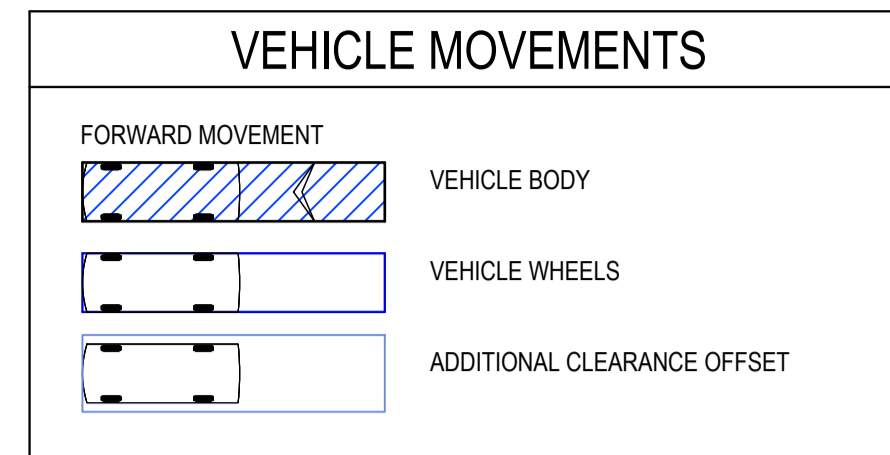 VEHICLE MOVEMENTS
FORWARD MOVEMENT
VEHICLE BODY
VEHICLE WHEELS
ADDITIONAL CLEARANCE OFFSET